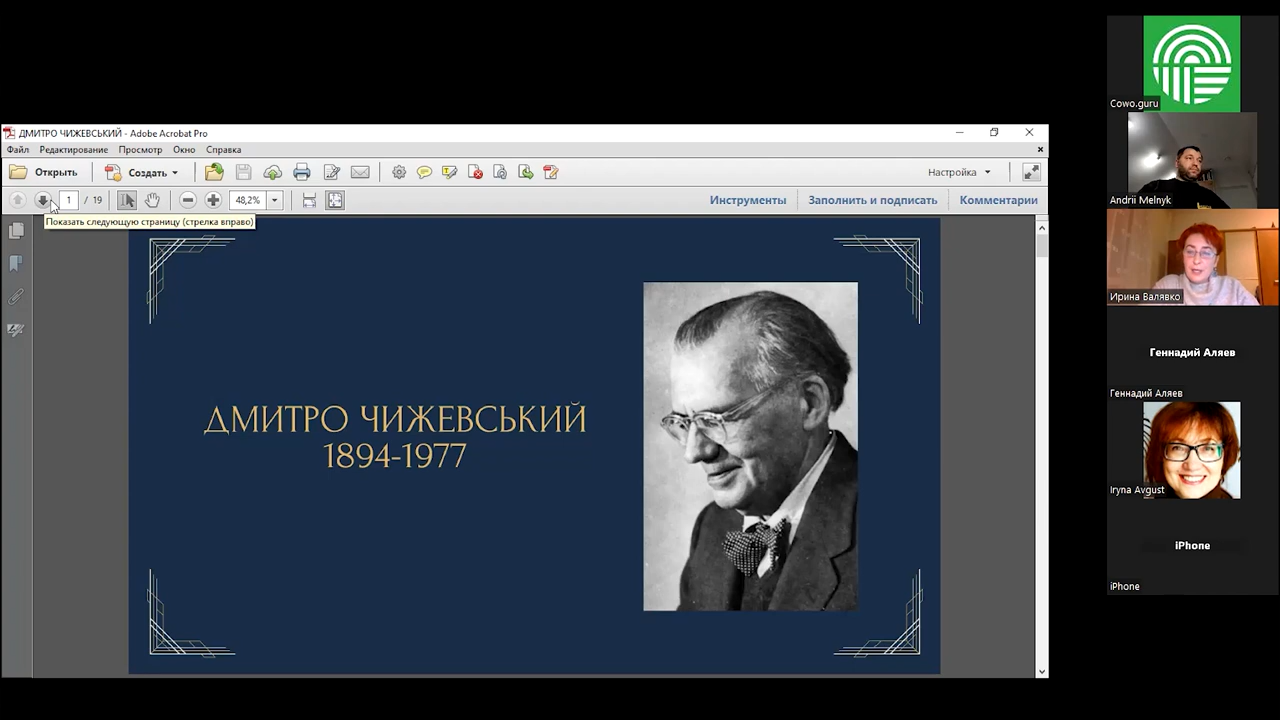 ДМИТРО ЧИЖЕВСЬКИЙ - Adobe Acrobat Pro
Файл Редактирование Просмотр Окно Справка
Открыть Создать Настройка
1 / 19 48,2% Инструменты Заполнить и подписать Комментарии
Показать следующую страницу (стрелка вправо)
ДМИТРО ЧИЖЕВСЬКИЙ
1894-1977
Cowo.guru
Andrii Melnyk
Ирина Валявко
Геннадий Аляев
Геннадий Аляев
Iryna Avgust
iPhone
iPhone